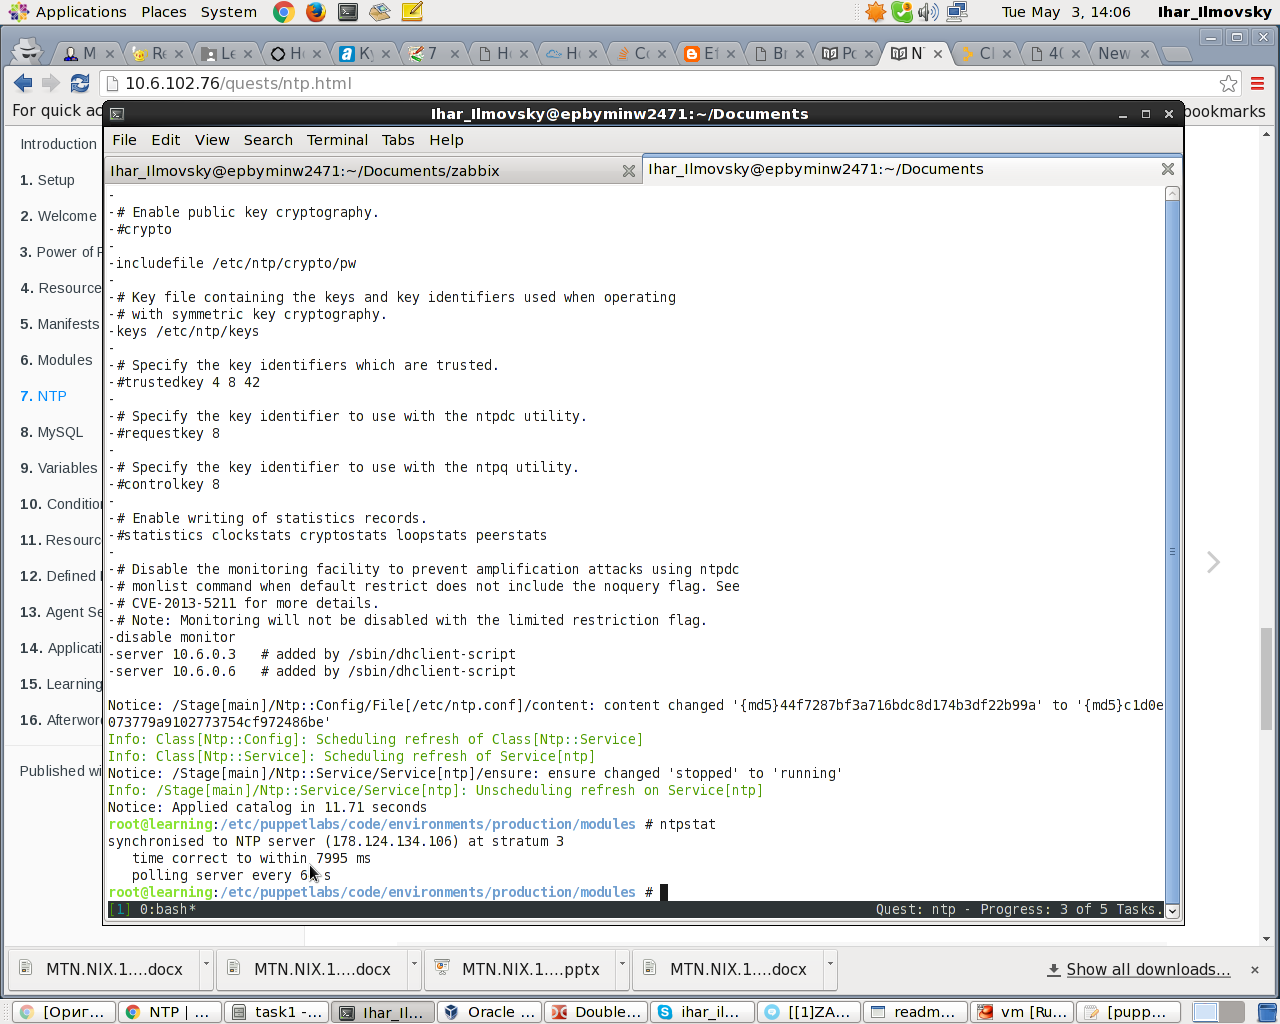 Applications Places System Tue May 3, 14:06 Ihar_Ilmovsky
M Re Le H Ky 7 He H Co Ef Br Po N Cl 40 New
10.6.102.76/quests/ntp.html
For quick ac bookmarks
Introduction
1. Setup
2. Welcome
3. Power of P
4. Resource
5. Manifests
6. Modules
7. NTP
8. MySQL
9. Variables
10. Condition
11. Resourc
12. Defined
13. Agent Se
14. Applicati
15. Learning
16. Afterwor
Published wi
Ihar_Ilmovsky@epbyminw2471:~/Documents
File Edit View Search Terminal Tabs Help
Ihar_Ilmovsky@epbyminw2471:~/Documents/zabbix Ihar_Ilmovsky@epbyminw2471:~/Documents
-
-# Enable public key cryptography.
-#crypto
-
-includefile /etc/ntp/crypto/pw
-
-# Key file containing the keys and key identifiers used when operating
-# with symmetric key cryptography.
-keys /etc/ntp/keys
-
-# Specify the key identifiers which are trusted.
-#trustedkey 4 8 42
-
-# Specify the key identifier to use with the ntpdc utility.
-#requestkey 8
-
-# Specify the key identifier to use with the ntpq utility.
-#controlkey 8
-
-# Enable writing of statistics records.
-#statistics clockstats cryptostats loopstats peerstats
-
-# Disable the monitoring facility to prevent amplification attacks using ntpdc
-# monlist command when default restrict does not include the noquery flag. See
-# CVE-2013-5211 for more details.
-# Note: Monitoring will not be disabled with the limited restriction flag.
-disable monitor
-server 10.6.0.3 # added by /sbin/dhclient-script
-server 10.6.0.6 # added by /sbin/dhclient-script
Notice: /Stage[main]/Ntp::Config/File[/etc/ntp.conf]/content: content changed '{md5}44f7287bf3a716bdc8d174b3df22b99a' to '{md5}c1d0e
073779a9102773754cf972486be'
Info: Class[Ntp::Config]: Scheduling refresh of Class[Ntp::Service]
Info: Class[Ntp::Service]: Scheduling refresh of Service[ntp]
Notice: /Stage[main]/Ntp::Service/Service[ntp]/ensure: ensure changed 'stopped' to 'running'
Info: /Stage[main]/Ntp::Service/Service[ntp]: Unscheduling refresh on Service[ntp]
Notice: Applied catalog in 11.71 seconds
root@learning:/etc/puppetlabs/code/environments/production/modules # ntpstat
synchronised to NTP server (178.124.134.106) at stratum 3
time correct to within 7995 ms
polling server every s
root@learning:/etc/puppetlabs/code/environments/production/modules #
[1] 0:bash* Quest: ntp - Progress: 3 of 5 Tasks.
MTN.NIX.1....docx MTN.NIX.1....docx MTN.NIX.1....pptx MTN.NIX.1....docx Show all downloads...
[Ориг... NTP | ... task1 -... Ihar_Il... Oracle ... Double... ihar_il... [[1]ZA... readm... vm [Ru... [pupp...